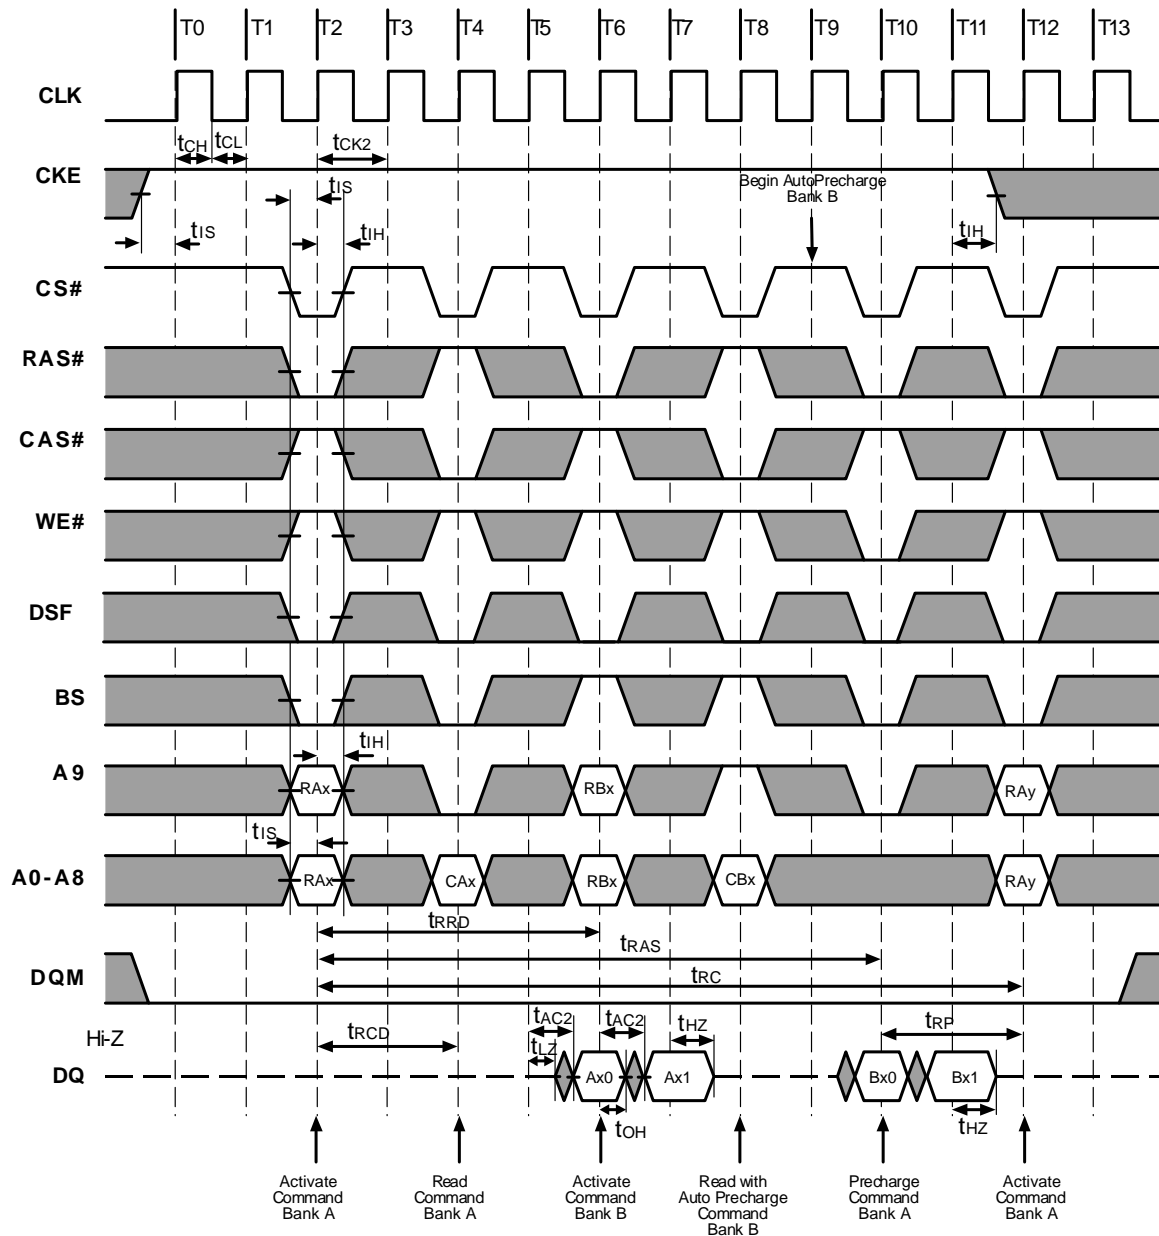 T0 T1 T2 T3 T4 T5 T6 T7 T8 T9 T10 T11 T12 T13
CLK
tCH tCL tCK2
CKE
tIS
Begin AutoPrecharge
Bank B
tIS tIH tIH
CS#
RAS#
CAS#
WE#
DSF
BS
tIH
A9
RAx RBx RAy
tIS
A0-A8
RAx CAx RBx CBx RAy
tRRD
tRAS
DQM
tRC
tAC2 tAC2 tHZ tRP
Hi-Z
tRCD
tLZ
DQ
Ax0 Ax1 Bx0 Bx1
tOH tHZ
Activate
Command
Bank A
Read
Command
Bank A
Activate
Command
Bank B
Read with
Auto Precharge
Command
Bank B
Precharge
Command
Bank A
Activate
Command
Bank A